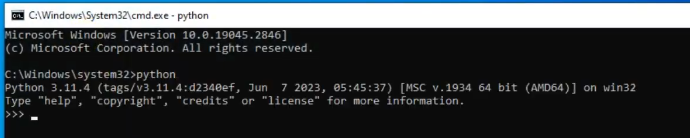 C:\Windows\System32\cmd.exe - python
Microsoft Windows [Version 10.0.19045.2846]
(c) Microsoft Corporation. All rights reserved.
C:\Windows\system32>python
Python 3.11.4 (tags/v3.11.4:d2340ef, Jun  7 2023, 05:45:37) [MSC v.1934 64 bit (AMD64)] on win32
Type "help", "copyright", "credits" or "license" for more information.
>>>